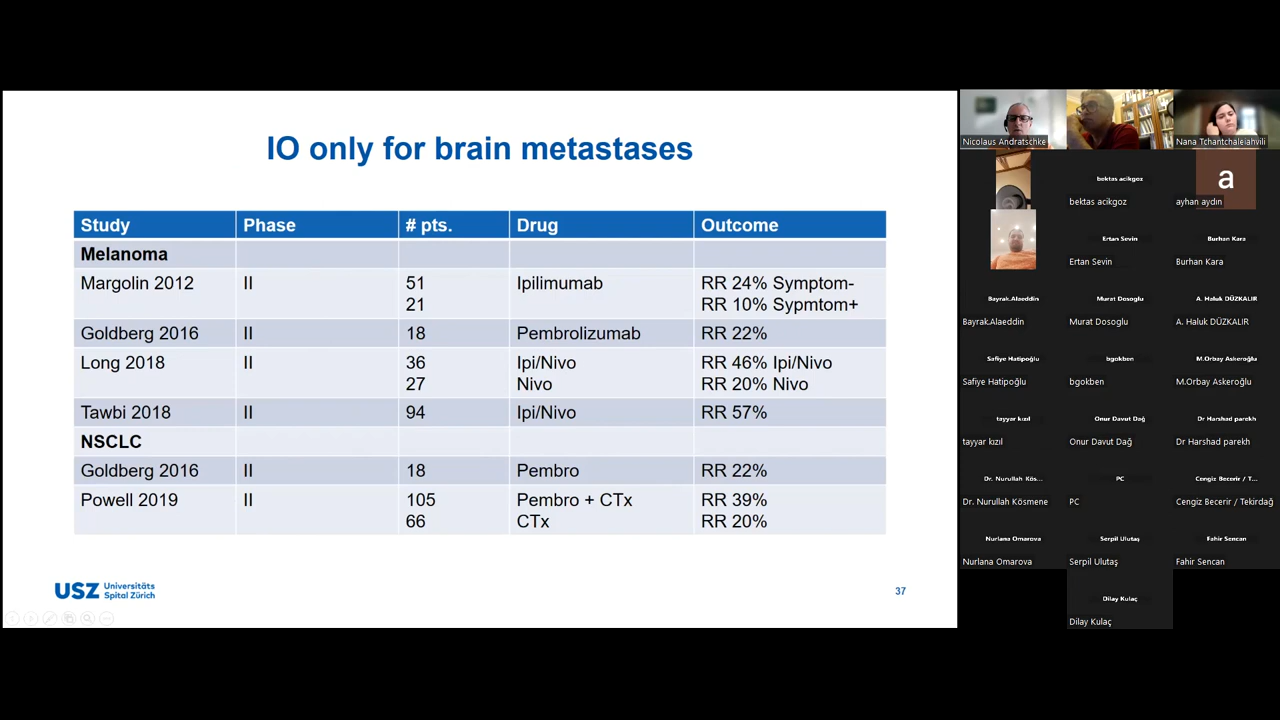 IO only for brain metastases
Study Phase # pts. Drug Outcome
Melanoma
Margolin 2012 II 51 Ipilimumab RR 24% Symptom-
21 RR 10% Sypmtom+
Goldberg 2016 II 18 Pembrolizumab RR 22%
Long 2018 II 36 Ipi/Nivo RR 46% Ipi/Nivo
27 Nivo RR 20% Nivo
Tawbi 2018 II 94 Ipi/Nivo RR 57%
NSCLC
Goldberg 2016 II 18 Pembro RR 22%
Powell 2019 II 105 Pembro + CTx RR 39%
66 CTx RR 20%
USZ Universitäts
Spital Zürich
37
Nicolaus Andratschke
Nana Tchantchaleiahvili
bektas acikgoz
a
bektas acikgoz
ayhan aydın
Ertan Sevin
Burhan Kara
Ertan Sevin
Burhan Kara
Bayrak.Alaeddin
Murat Dosoglu
A. Haluk DÜZKALIR
Bayrak.Alaeddin
Murat Dosoglu
A. Haluk DÜZKALIR
Safiye Hatipoğlu
bgokben
M.Orbay Askeroğlu
Safiye Hatipoğlu
bgokben
M.Orbay Askeroğlu
tayyar kızıl
Onur Davut Dağ
Dr Harshad parekh
tayyar kızıl
Onur Davut Dağ
Dr Harshad parekh
Dr. Nurullah Kös...
PC
Cengiz Becerir / T...
Dr. Nurullah Kösmene
PC
Cengiz Becerir / Tekirdağ
Nurlana Omarova
Serpil Ulutaş
Fahir Sencan
Nurlana Omarova
Serpil Ulutaş
Fahir Sencan
Dilay Kulaç
Dilay Kulaç